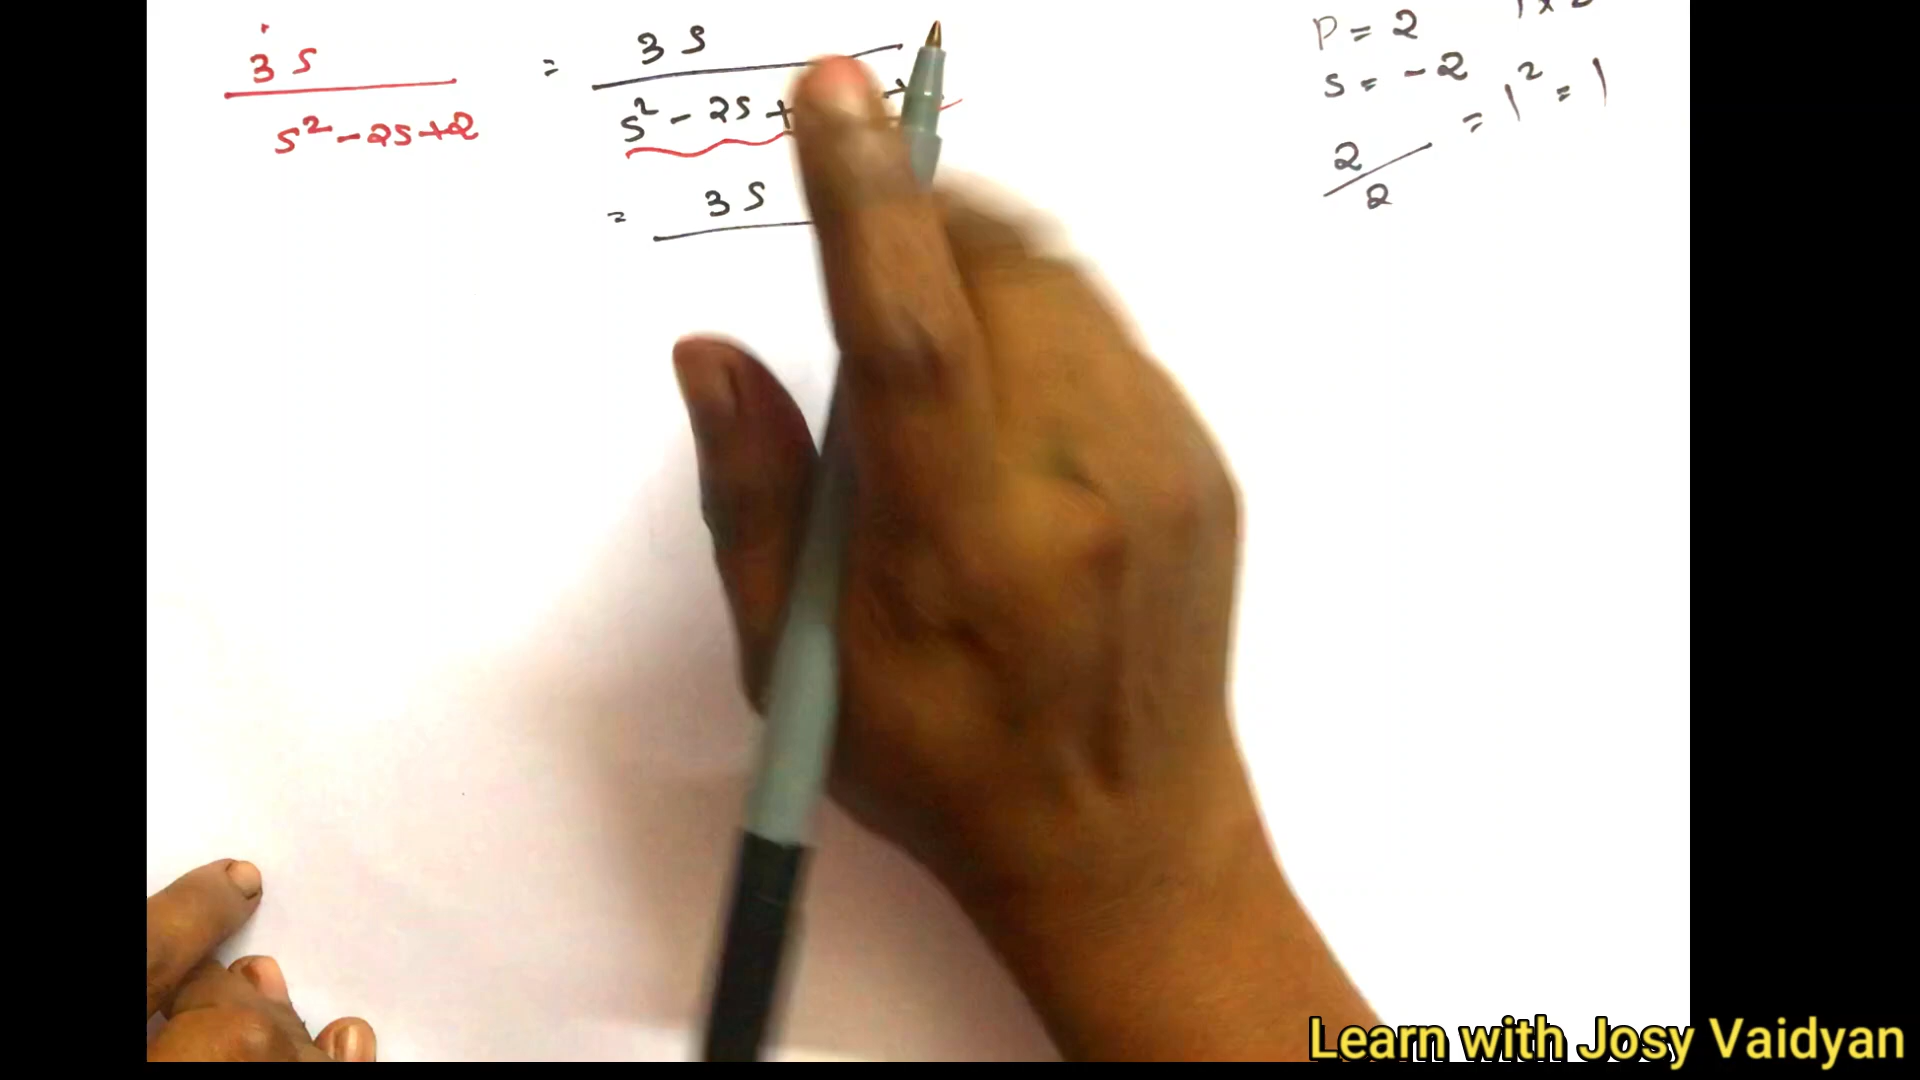 3s = 3s
s² - 2s + 2 s² - 2s +
= 3s
P = 2
s = -2
2/2 = 1² = 1
Learn with Josy Vaidyan